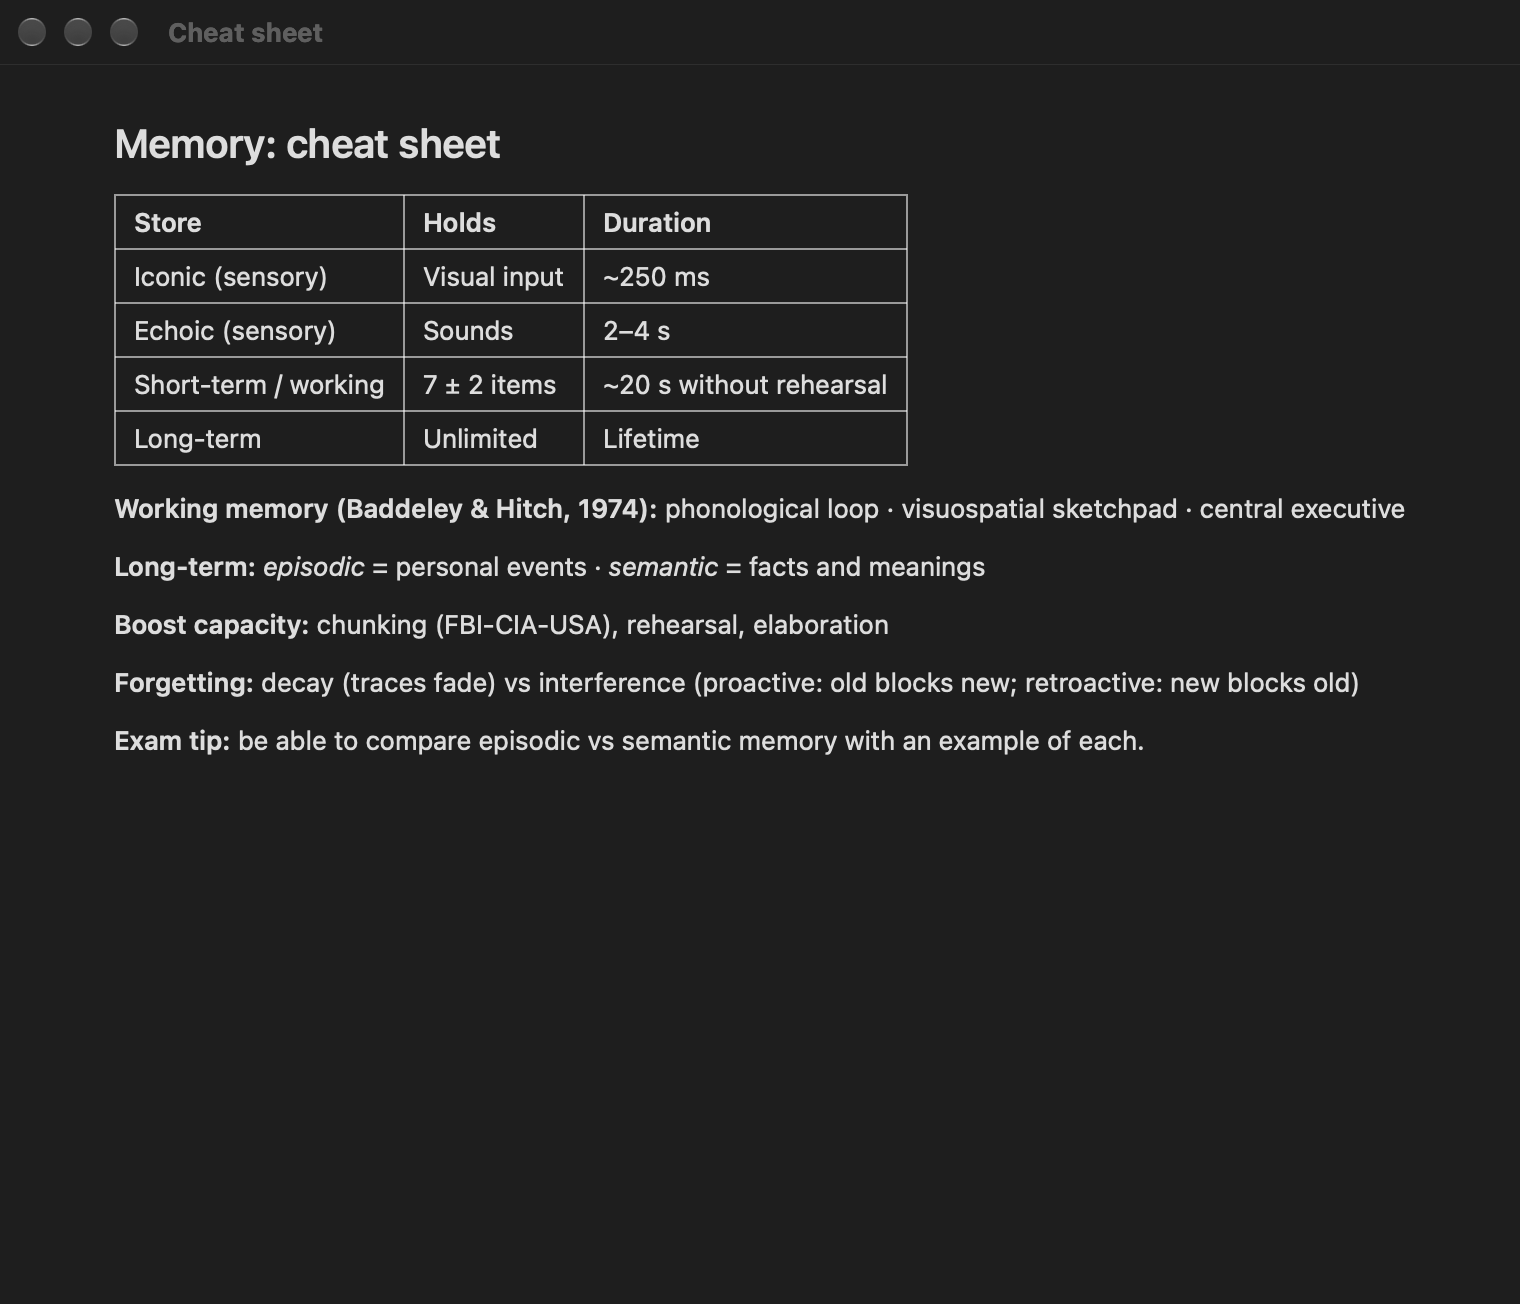 Cheat sheet
Memory: cheat sheet
Store Holds Duration
Iconic (sensory) Visual input ~250 ms
Echoic (sensory) Sounds 2–4 s
Short-term / working 7 ± 2 items ~20 s without rehearsal
Long-term Unlimited Lifetime
Working memory (Baddeley & Hitch, 1974): phonological loop · visuospatial sketchpad · central executive
Long-term: episodic = personal events · semantic = facts and meanings
Boost capacity: chunking (FBI-CIA-USA), rehearsal, elaboration
Forgetting: decay (traces fade) vs interference (proactive: old blocks new; retroactive: new blocks old)
Exam tip: be able to compare episodic vs semantic memory with an example of each.